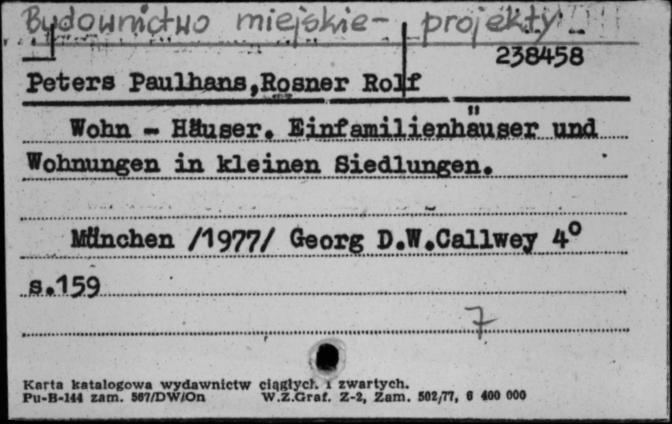 Budownictwo miejskie - projekty
238458
Peters Paulhans,Rosner Rolf
Wohn - Häuser. Einfamilienhäuser und
Wohnungen in kleinen Siedlungen.
München /1977/ Georg D.W.Callwey 4°
s.159
7
Karta katalogowa wydawnictw ciągłych i zwartych.
Pu-B-144 zam. 567/DW/On W.Z.Graf. Z-2, Zam. 502/77, 6 400 000